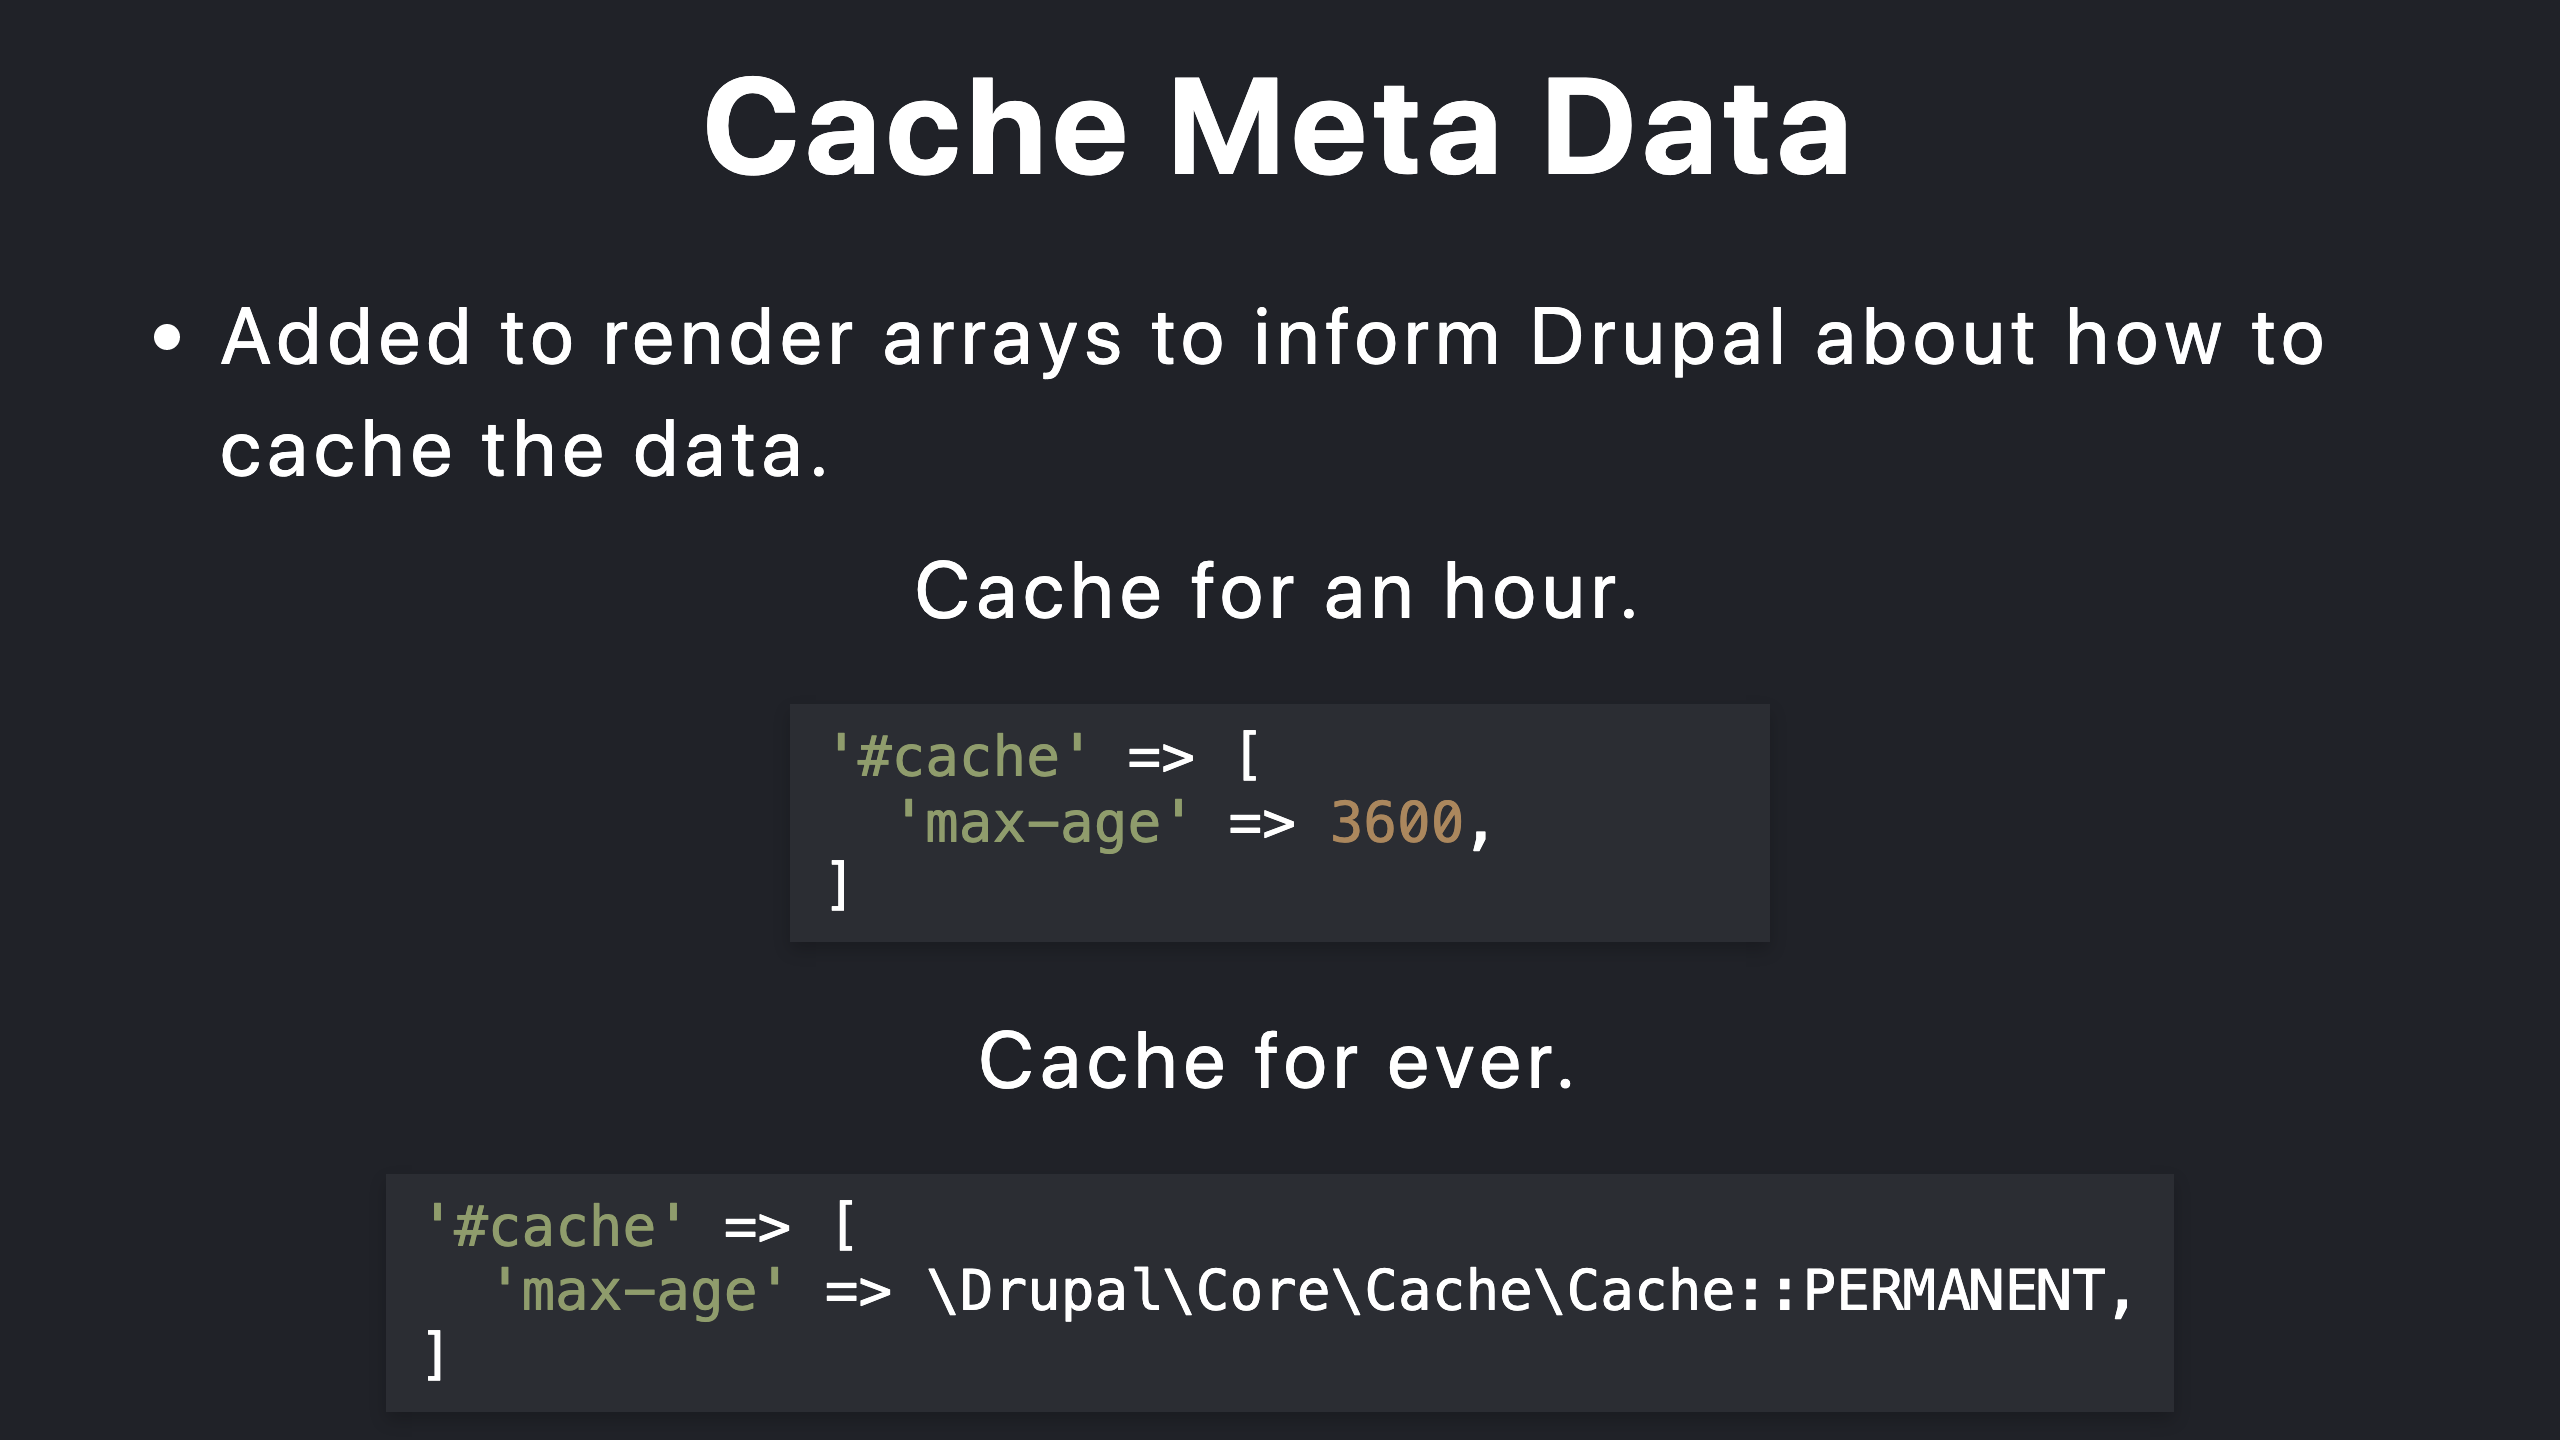 Cache Meta Data
• Added to render arrays to inform Drupal about how to
cache the data.
Cache for an hour.
'#cache' => [
  'max-age' => 3600,
]
Cache for ever.
'#cache' => [
  'max-age' => \Drupal\Core\Cache\Cache::PERMANENT,
]